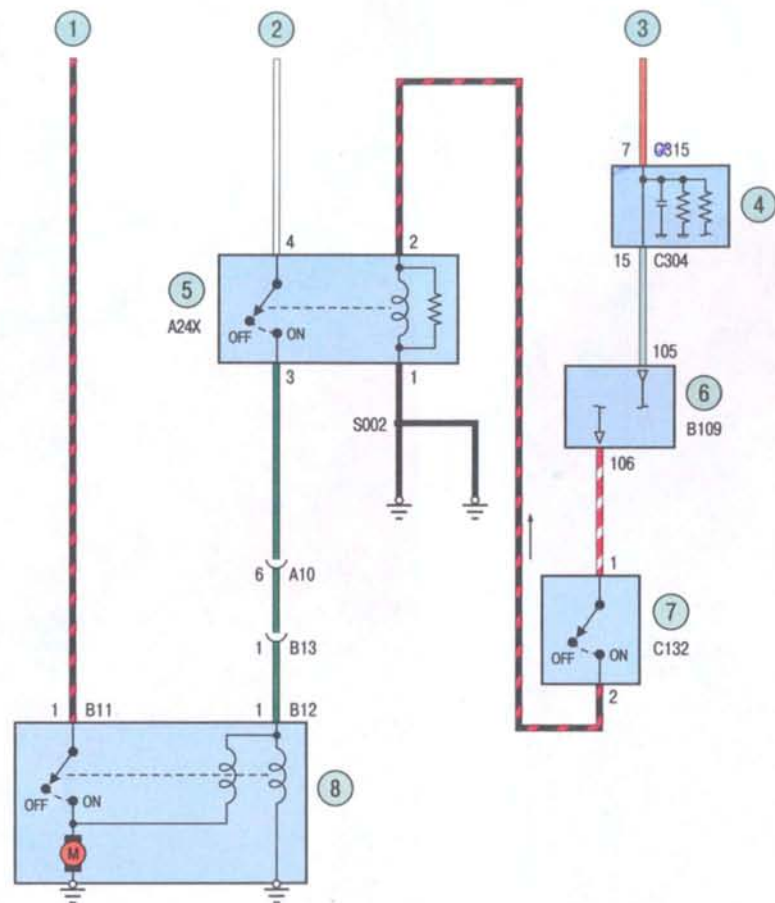 1 2 3
7 C315
4
4 2
15 C304
5
A24X
OFF ON
3 1
105
6
B109
S002
106
1
7
C132
OFF ON
2
6 A10
1 B13
1 B11 1 B12
8
OFF ON
M